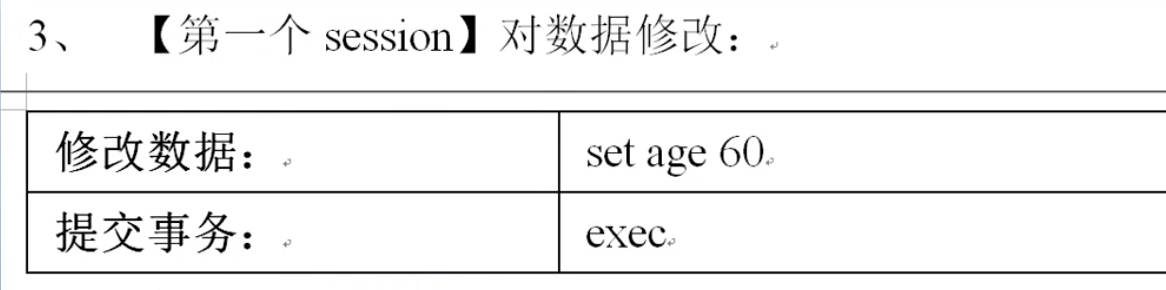 3、 【第一个 session】对数据修改：
修改数据： set age 60
提交事务： exec